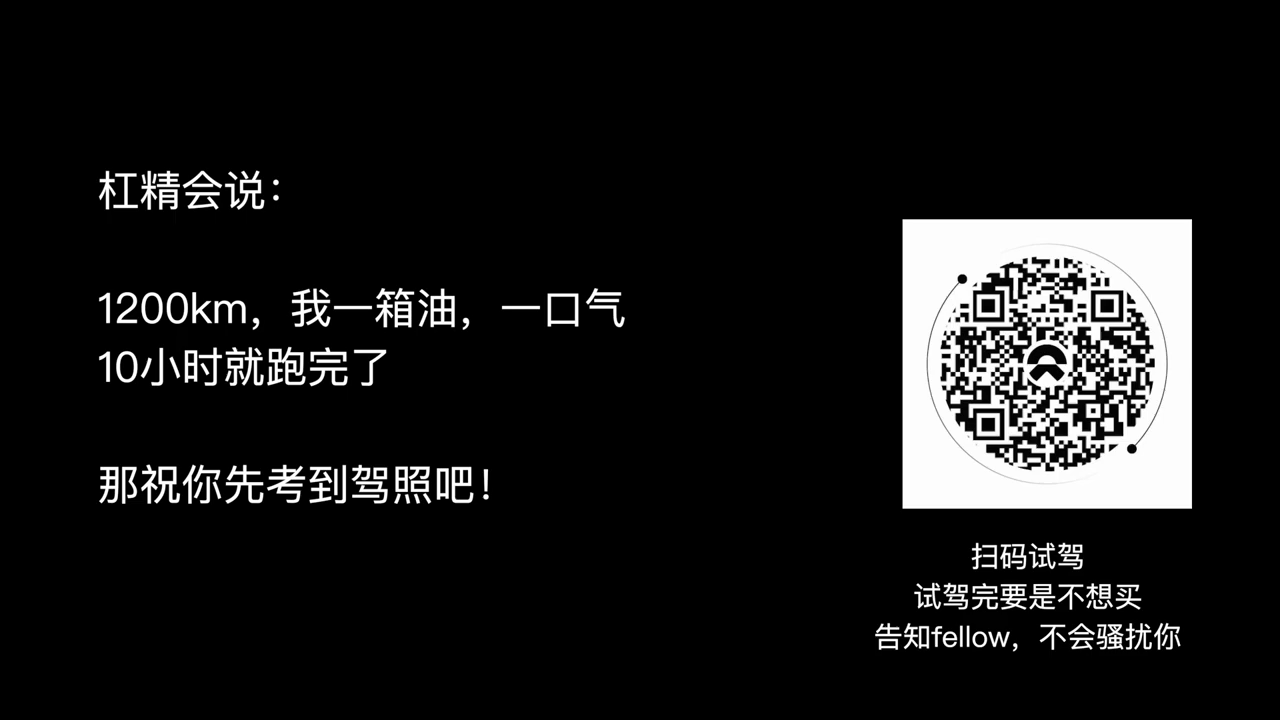 杠精会说：
1200km，我一箱油，一口气
10小时就跑完了
那祝你先考到驾照吧！
扫码试驾
试驾完要是不想买
告知fellow，不会骚扰你